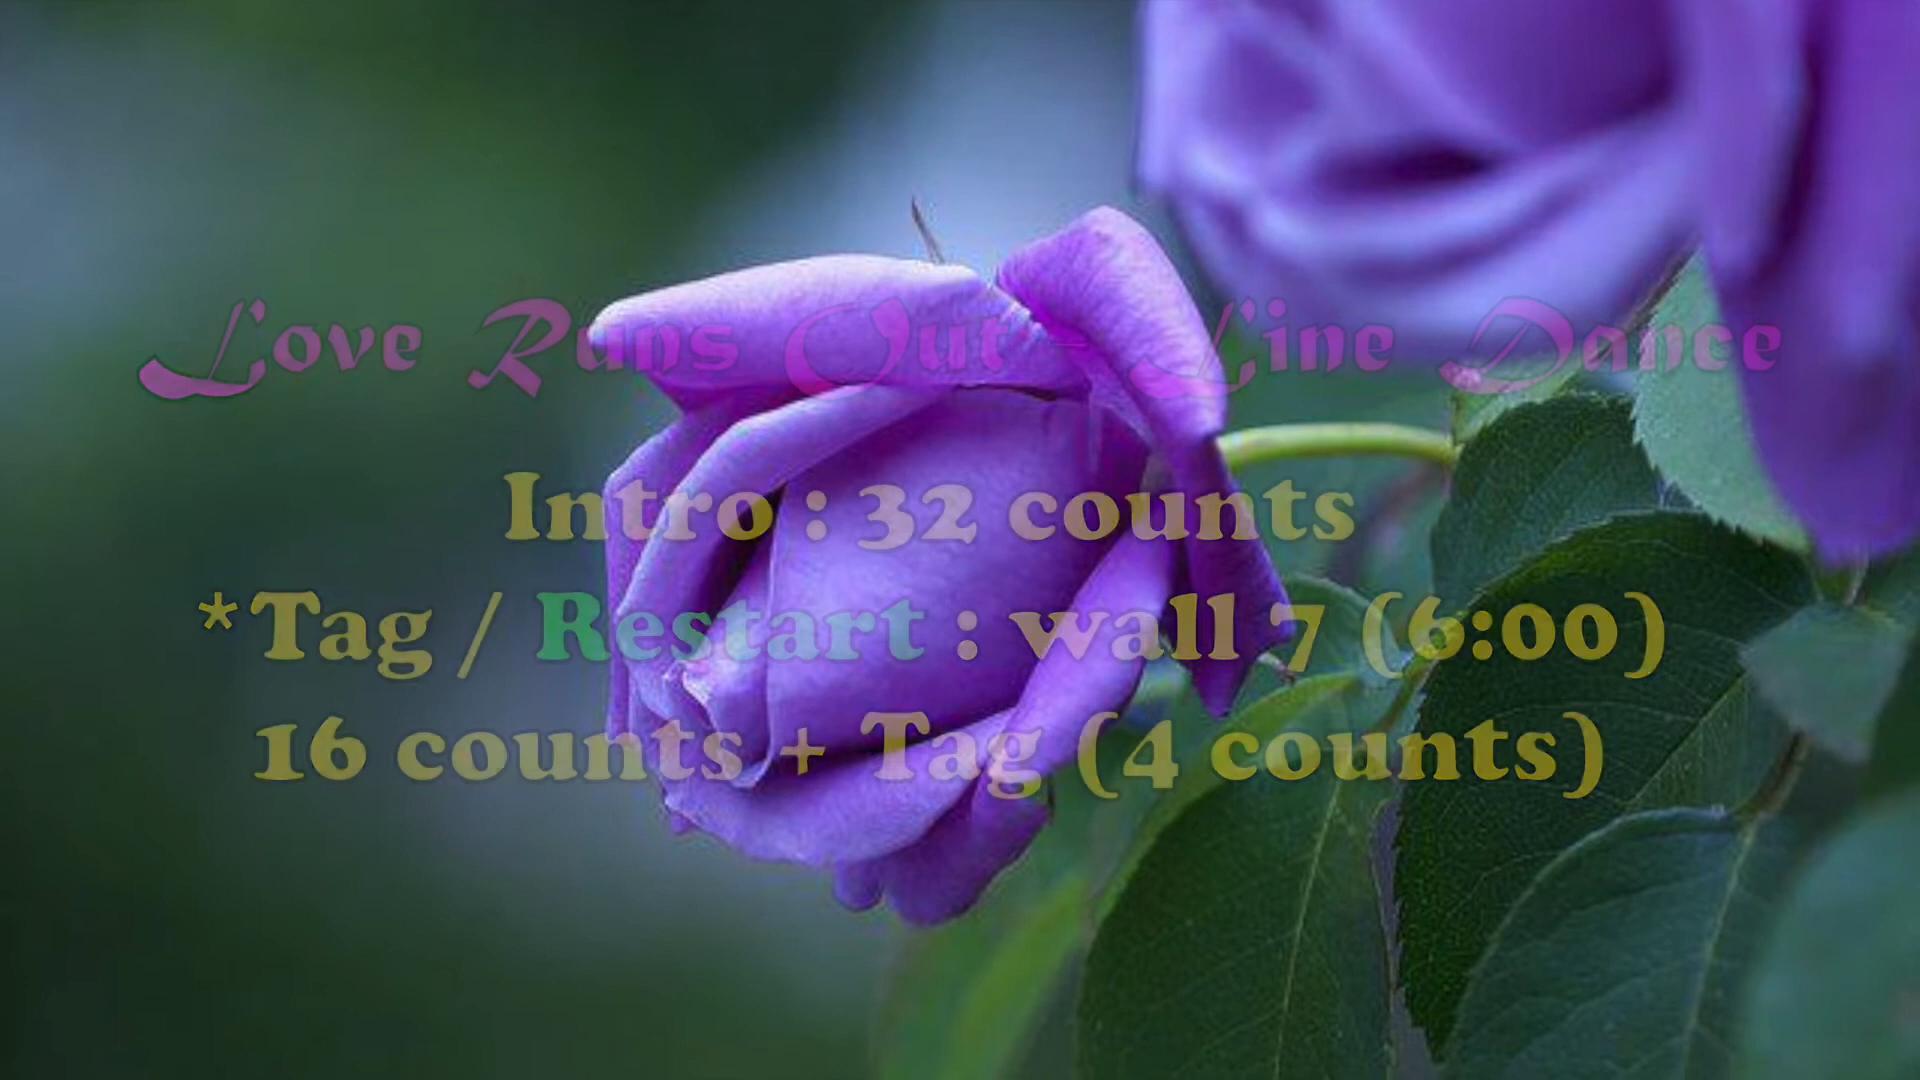 Love Runs Out - Line Dance
Intro : 32 counts
*Tag / Restart : wall 7 (6:00)
16 counts + Tag (4 counts)